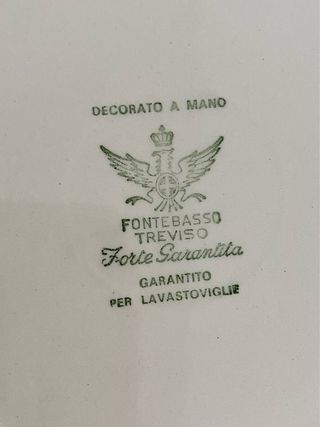 DECORATO A MANO
FONTEBASSO
TREVISO
Forte Garantita
GARANTITO
PER LAVASTOVIGLIE